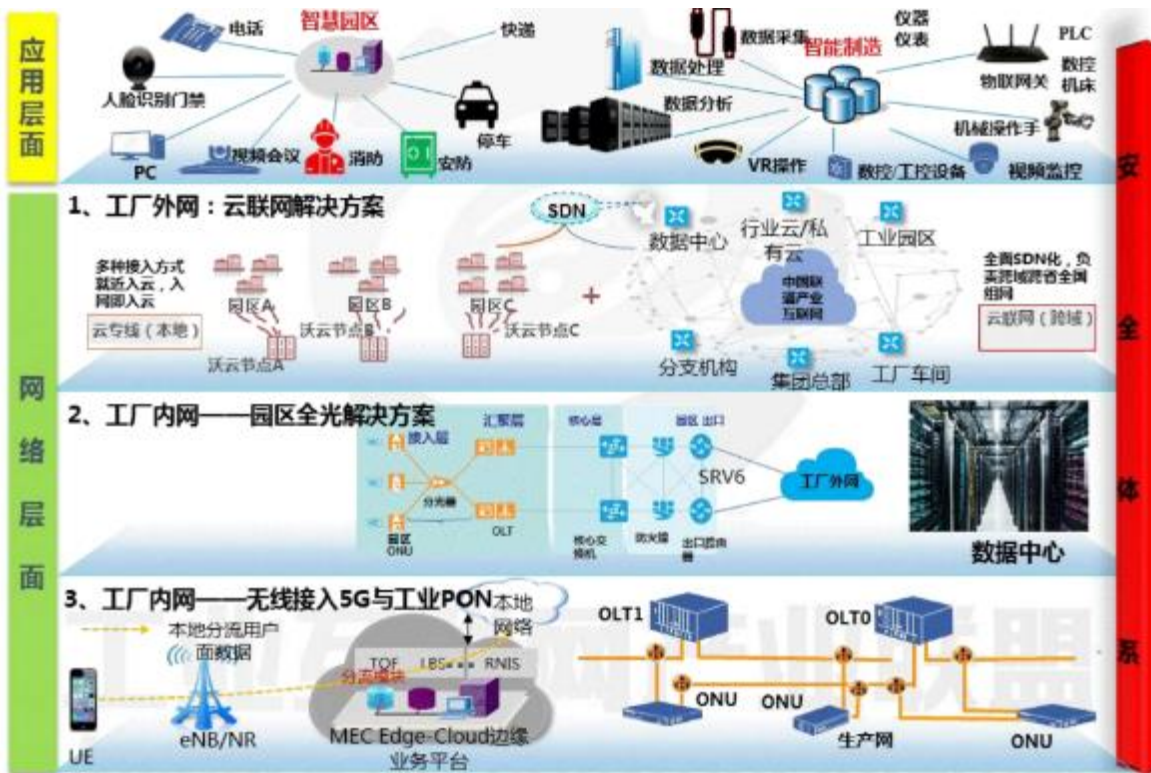 应用层面
电话
智慧园区
快递
人脸识别门禁
PC
视频会议
消防
安防
停车
数据采集
智能制造
仪器
仪表
PLC
数据处理
物联网关
数控
机床
数据分析
机械操作手
VR操作
数控/工控设备
视频监控
网络层面
1、工厂外网：云联网解决方案
SDN
数据中心
行业云/私
有云
工业园区
多种接入方式
就近入云，入
网即入云
云专线（本地）
园区A
园区B
园区C
沃云节点A
沃云节点B
沃云节点C
+
中国联
通产业
互联网
全面SDN化，负
责跨域跨省全国
组网
云联网（跨域）
分支机构
集团总部
工厂车间
2、工厂内网——园区全光解决方案
接入层
汇聚层
核心层
园区出口
分光器
园区
ONU
OLT
核心交
换机
防火墙
出口路由
器
SRV6
工厂外网
数据中心
3、工厂内网——无线接入5G与工业PON
本地
网络
本地分流用户
面数据
TOF
LBS
RNIS
分流模块
UE
eNB/NR
MEC Edge-Cloud边缘
业务平台
OLT1
OLT0
ONU
ONU
生产网
ONU
安全体系
工业互联网产业联盟